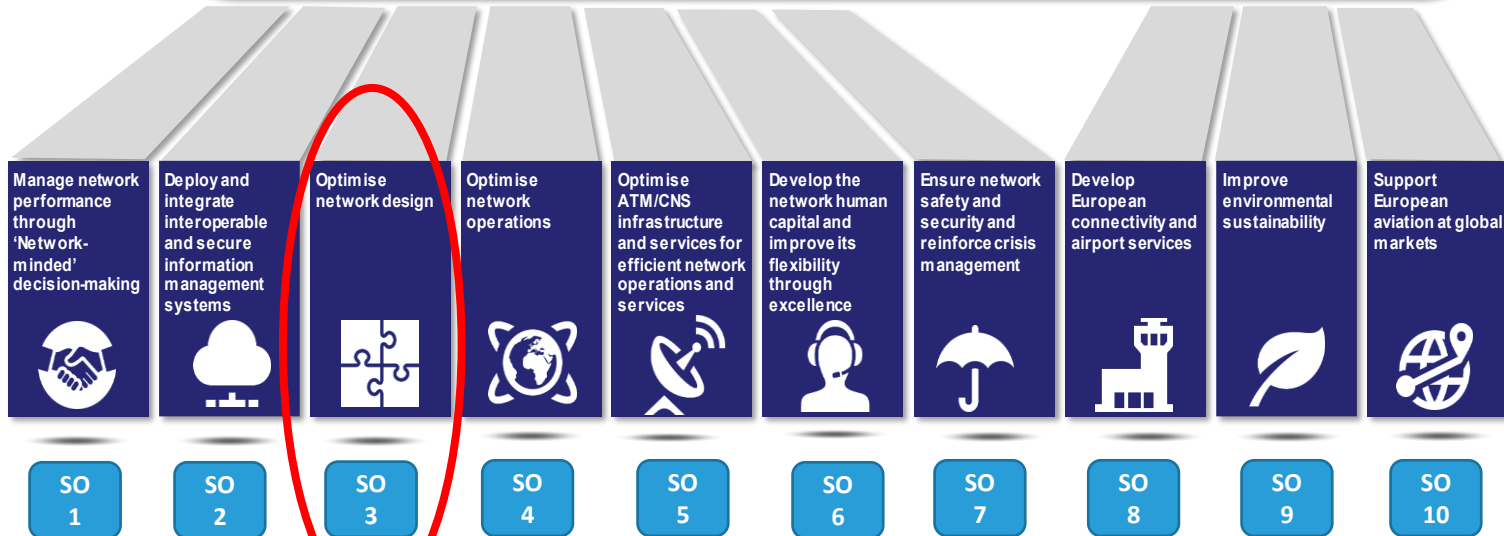 Manage network
performance
through
‘Network-
minded’
decision-making
Deploy and
integrate
interoperable
and secure
information
management
systems
Optimise
network design
Optimise
network
operations
Optimise
ATM/CNS
infrastructure
and services for
efficient network
operations and
services
Develop the
network human
capital and
improve its
flexibility
through
excellence
Ensure network
safety and
security and
reinforce crisis
management
Develop
European
connectivity and
airport services
Improve
environmental
sustainability
Support
European
aviation at global
markets
SO
1
SO
2
SO
3
SO
4
SO
5
SO
6
SO
7
SO
8
SO
9
SO
10